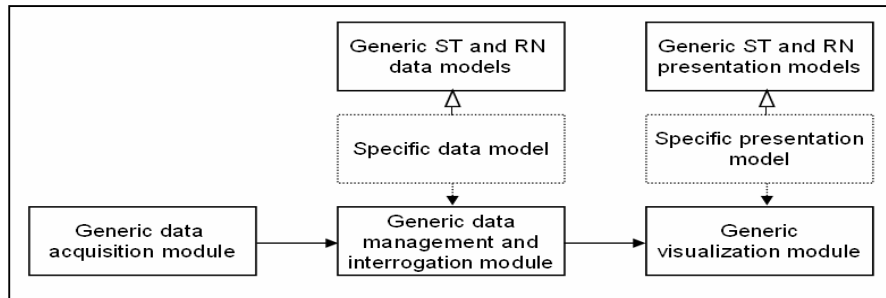 Generic ST and RN
data models
Generic ST and RN
presentation models
Specific data model
Specific presentation
model
Generic data
acquisition module
Generic data
management and
interrogation module
Generic
visualization module